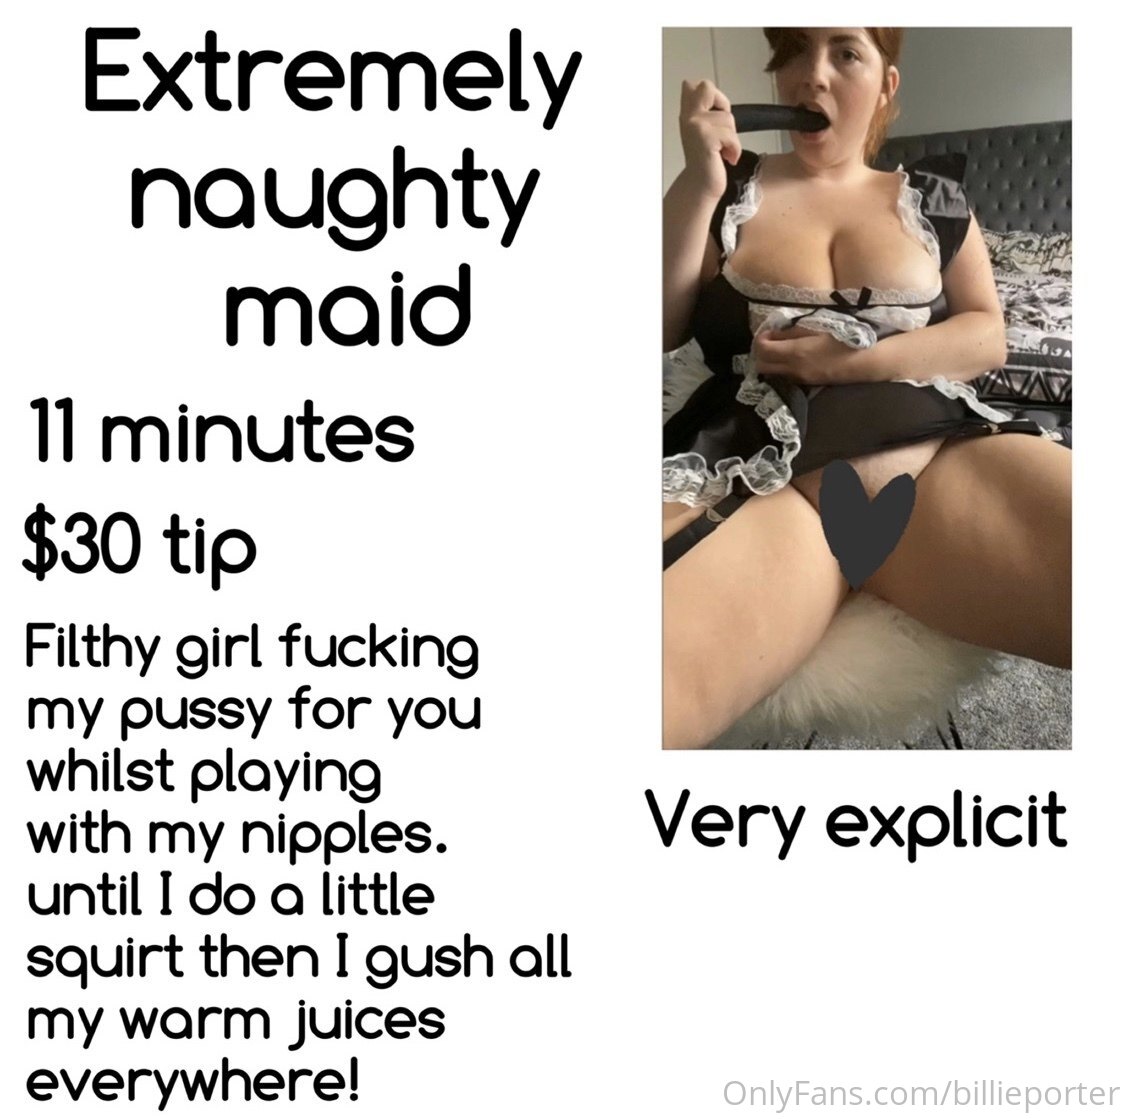 Extremely
naughty
maid
11 minutes
$30 tip
Filthy girl fucking
my pussy for you
whilst playing
with my nipples.
until I do a little
squirt then I gush all
my warm juices
everywhere!
Very explicit
OnlyFans.com/billieporter